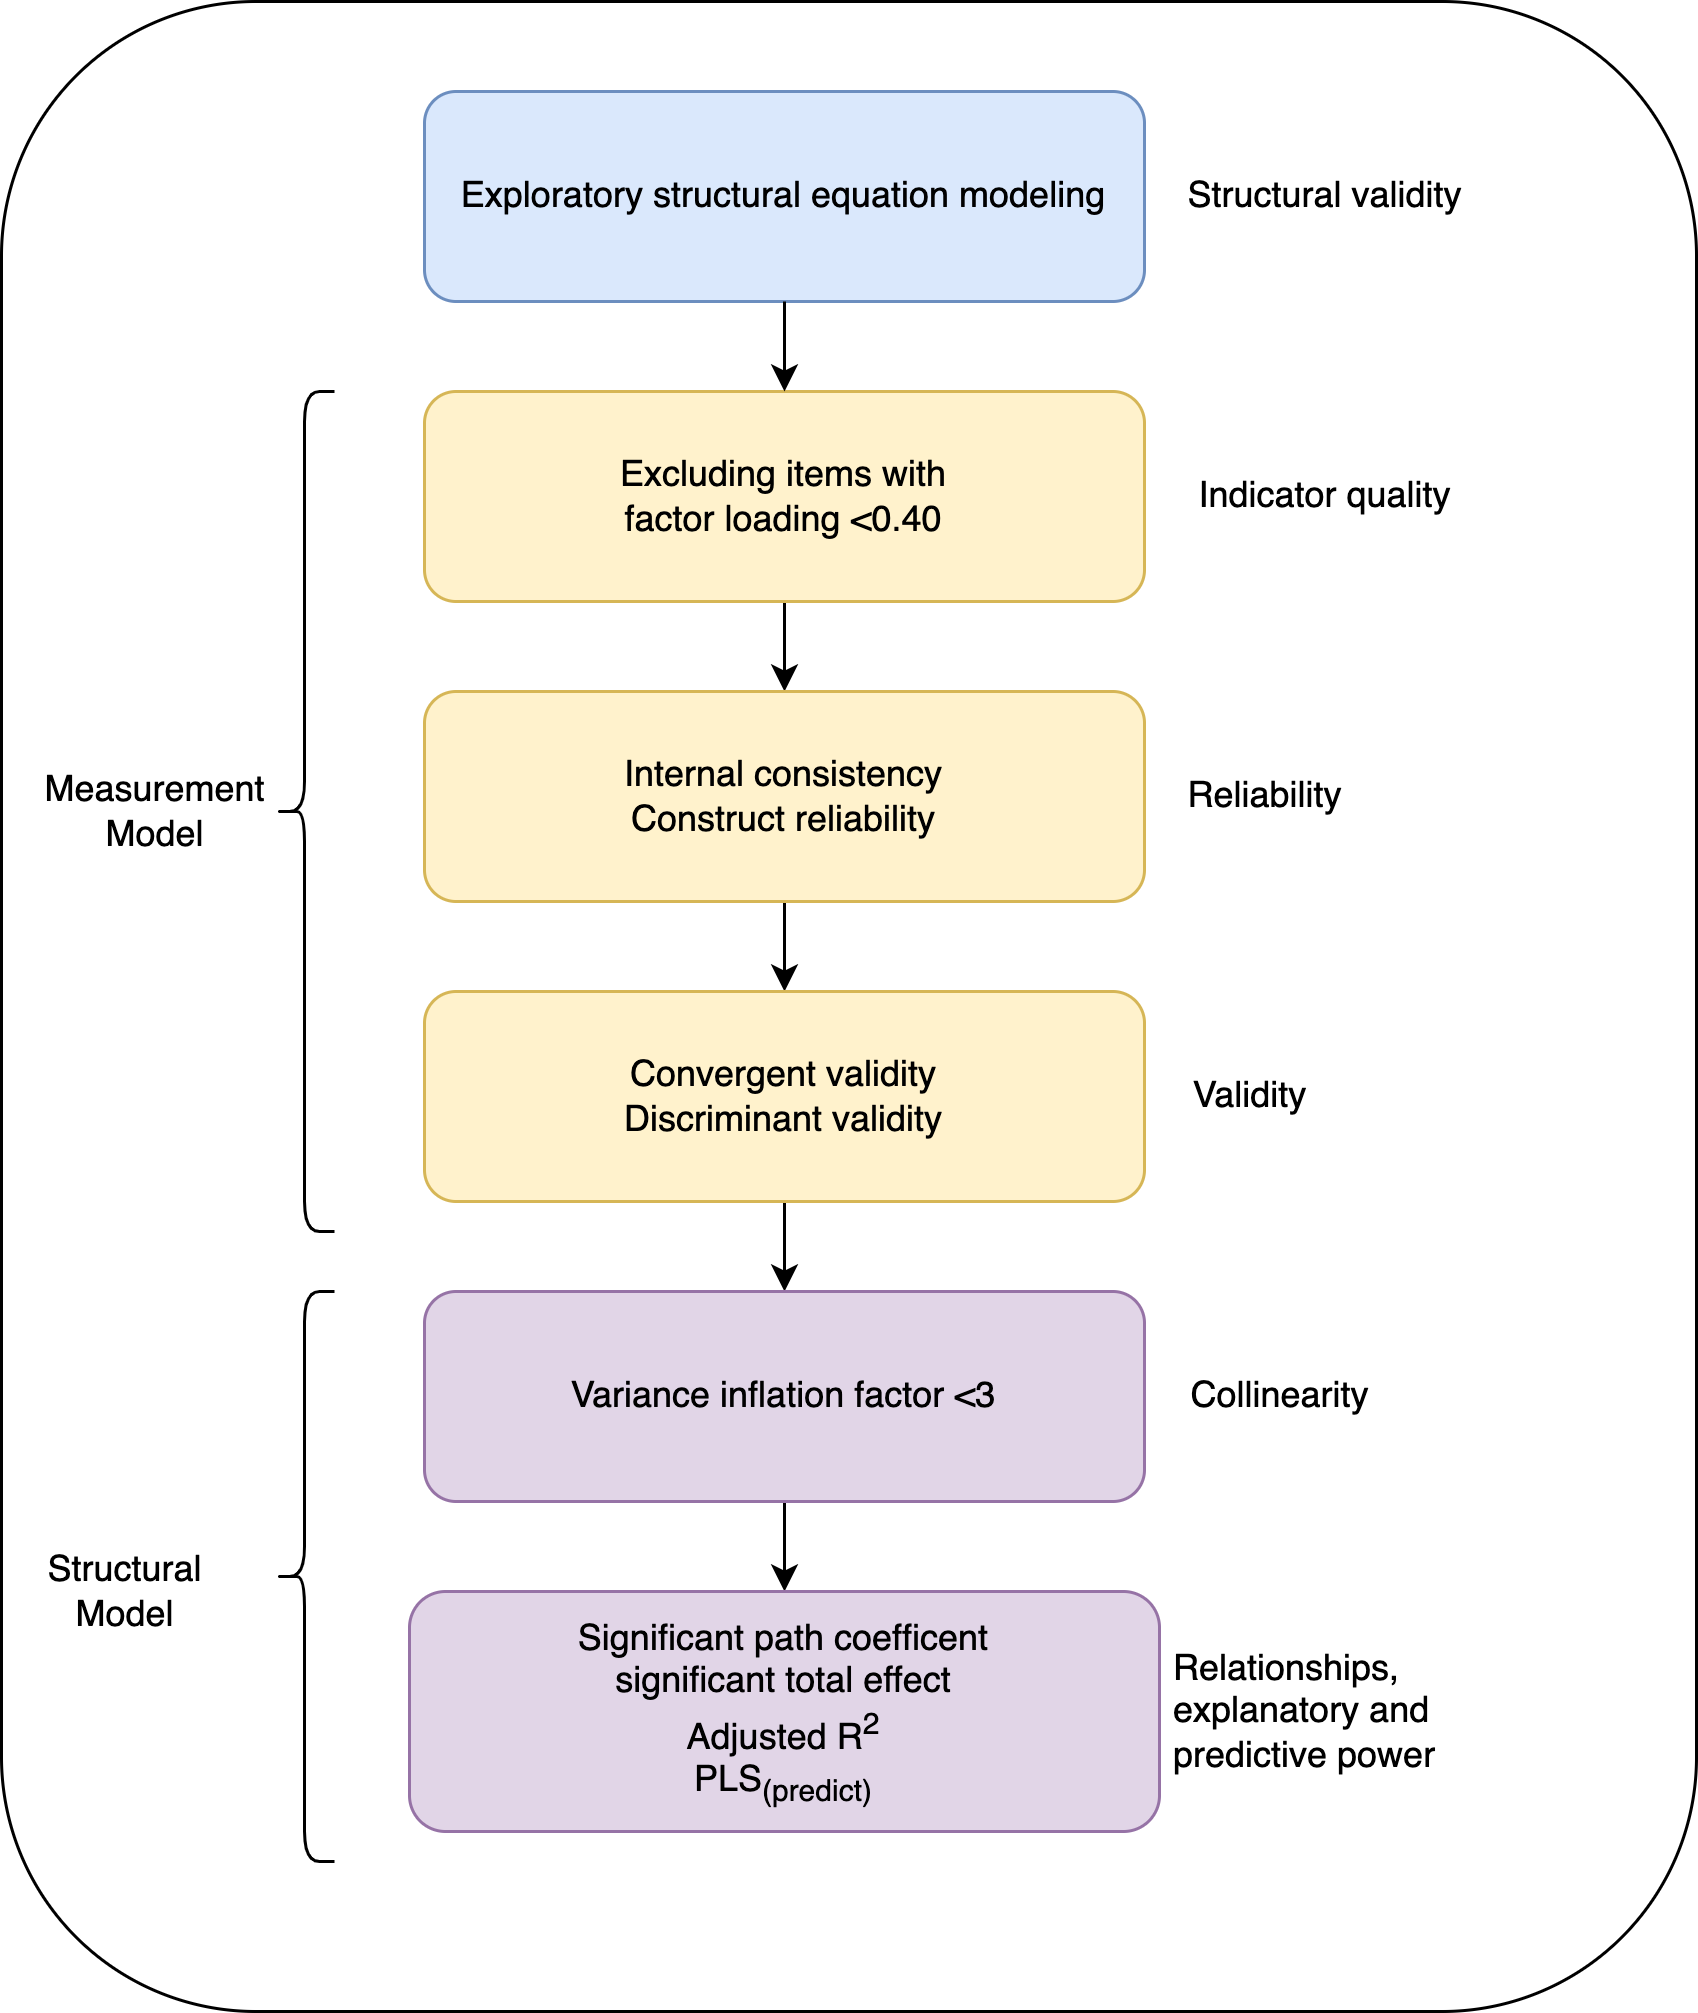 Exploratory structural equation modeling
Structural validity
Excluding items with
factor loading <0.40
Indicator quality
Measurement
Model
Internal consistency
Construct reliability
Reliability
Convergent validity
Discriminant validity
Validity
Variance inflation factor <3
Collinearity
Structural
Model
Significant path coefficent
significant total effect
Adjusted R²
PLS(predict)
Relationships,
explanatory and
predictive power